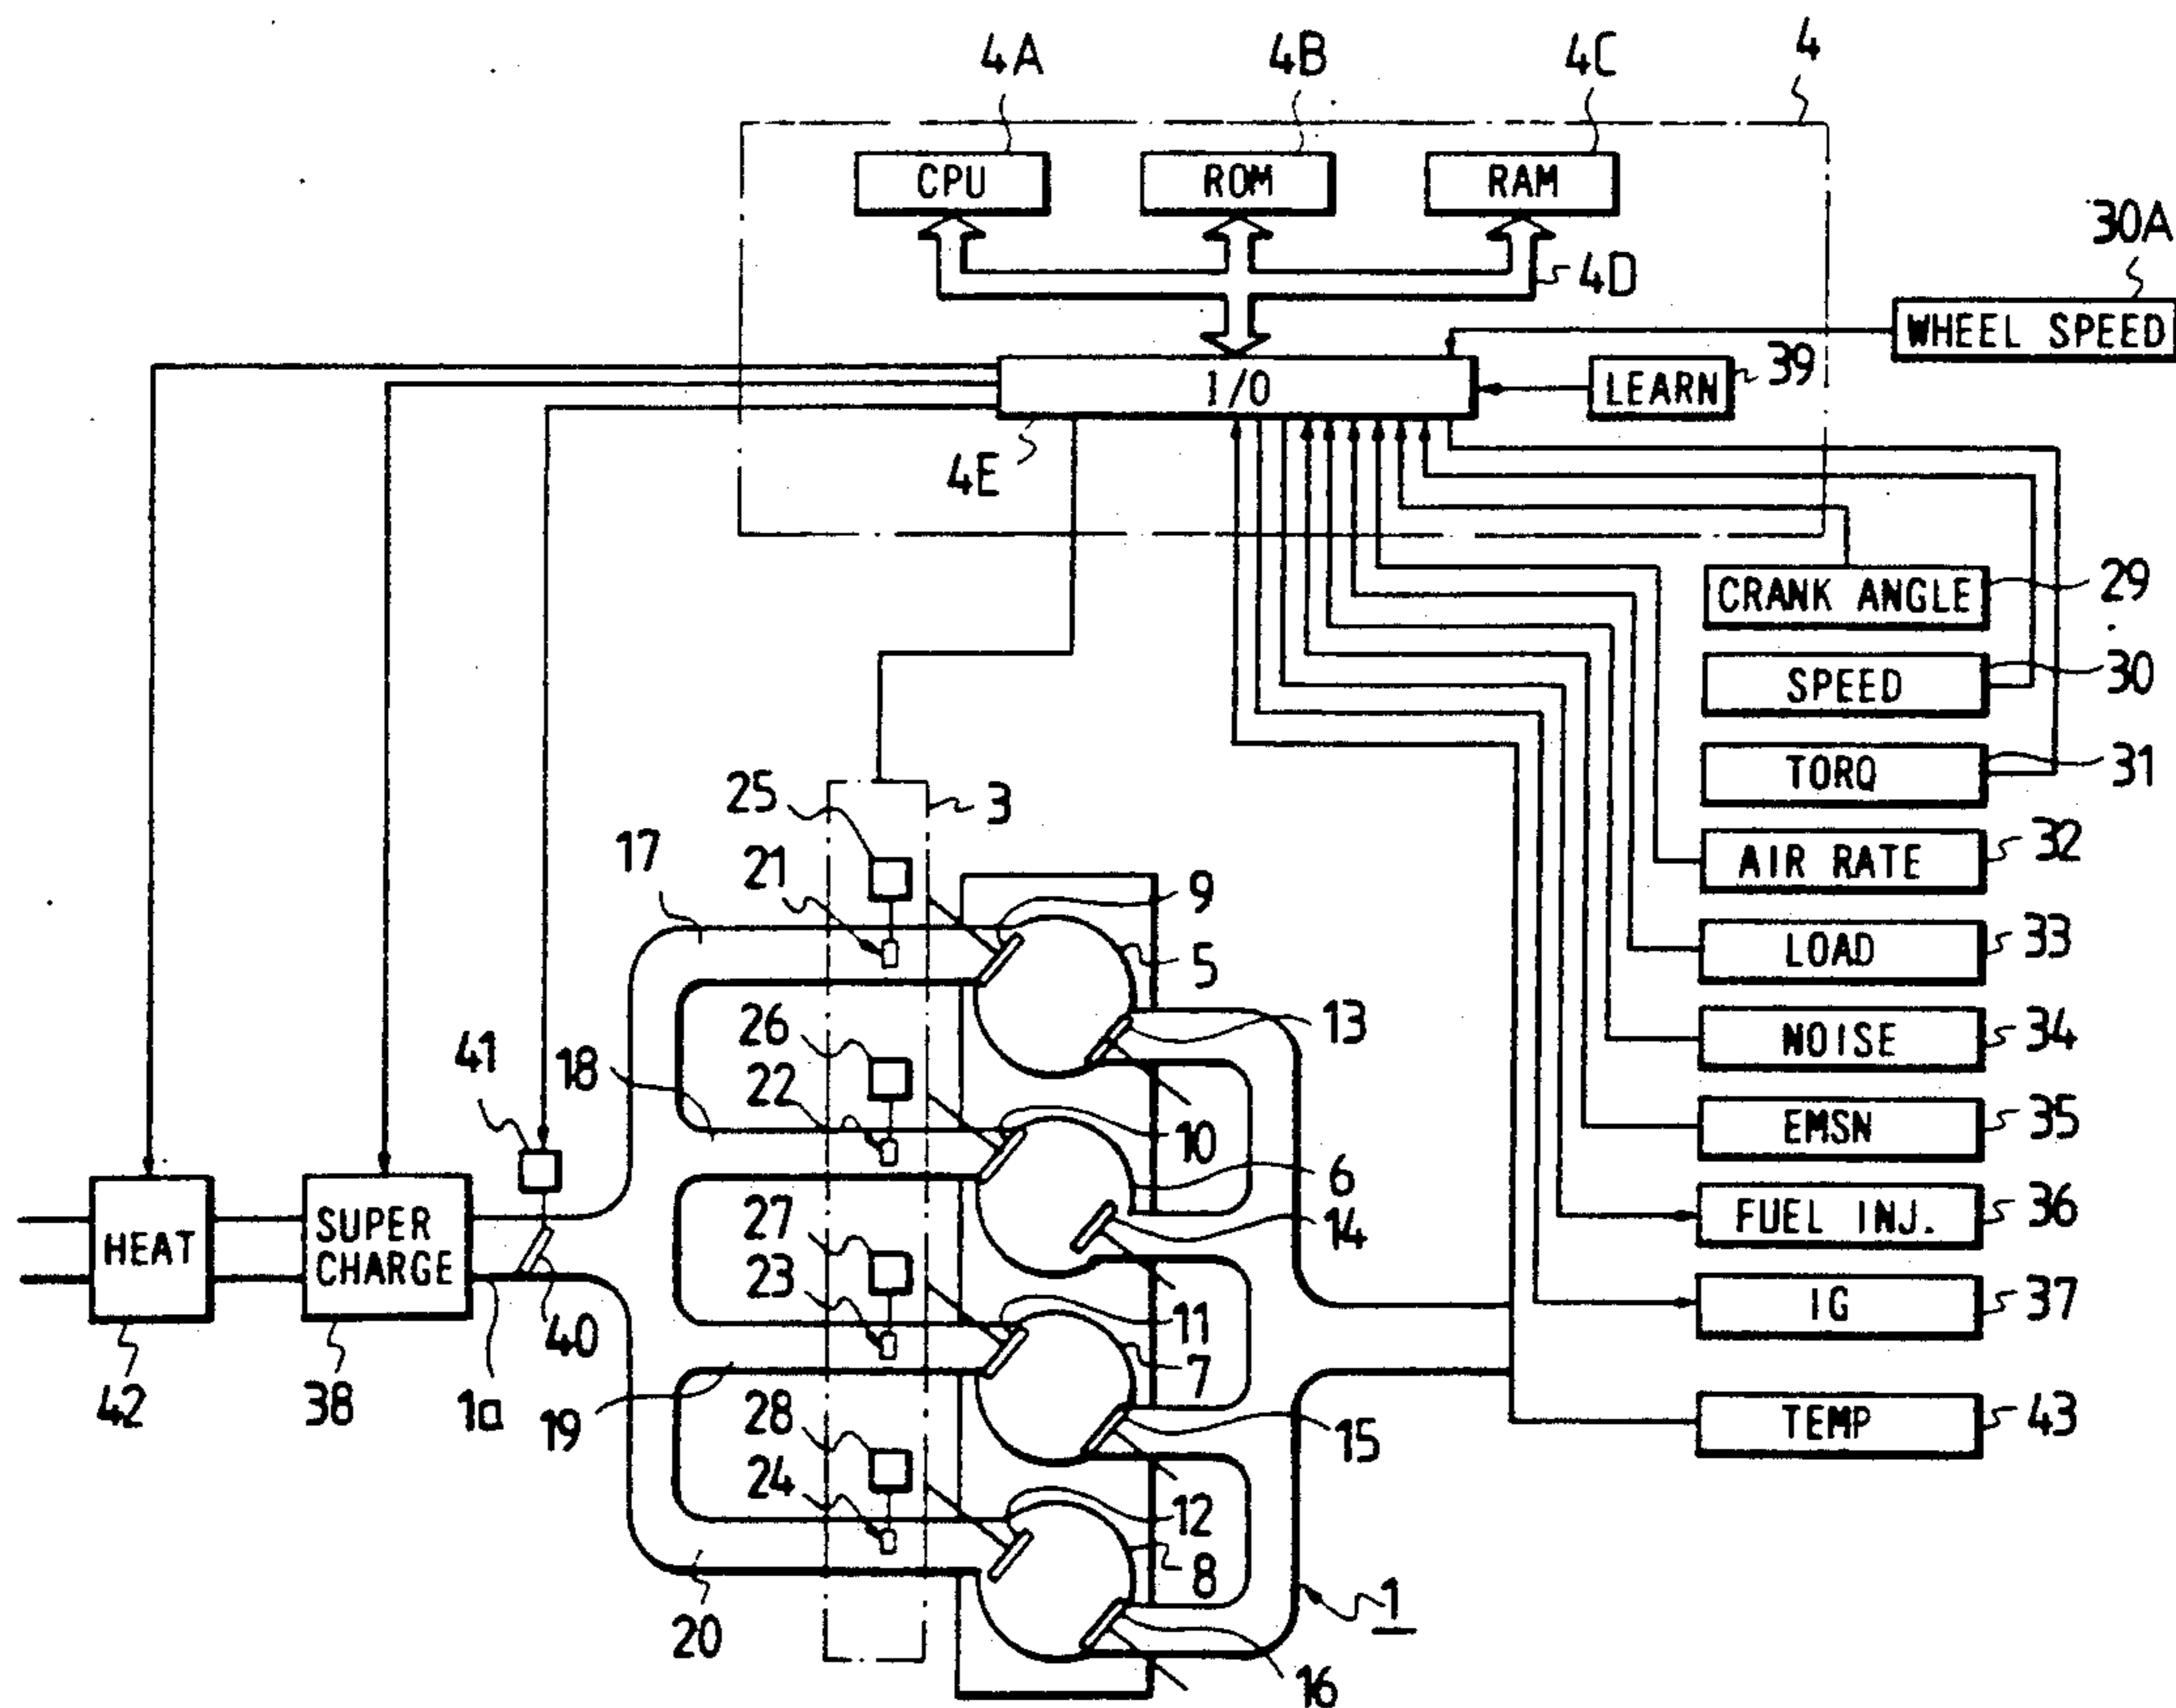 4A 4B 4C 4
CPU ROM RAM
30A
4D
WHEEL SPEED
I/O
LEARN 39
4E
CRANK ANGLE 29
SPEED 30
TORQ 31
25 3
17 21 9
AIR RATE 32
5
LOAD 33
26 13
41 18 22
NOISE 34
10
EMSN 35
6
27 14
HEAT SUPER CHARGE
FUEL INJ. 36
23
40 11
IG 37
7
42 38 1a 19 28
TEMP 43
15
24 12
8
20 1
16